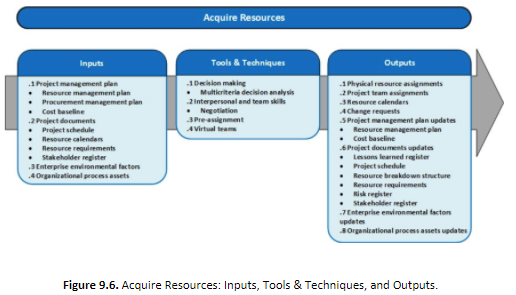 Acquire Resources
Inputs
.1 Project management plan
• Resource management plan
• Procurement management plan
• Cost baseline
.2 Project documents
• Project schedule
• Resource calendars
• Resource requirements
• Stakeholder register
.3 Enterprise environmental factors
.4 Organizational process assets
Tools & Techniques
.1 Decision making
• Multicriteria decision analysis
.2 Interpersonal and team skills
• Negotiation
.3 Pre-assignment
.4 Virtual teams
Outputs
.1 Physical resource assignments
.2 Project team assignments
.3 Resource calendars
.4 Change requests
.5 Project management plan updates
• Resource management plan
• Cost baseline
.6 Project documents updates
• Lessons learned register
• Project schedule
• Resource breakdown structure
• Resource requirements
• Risk register
• Stakeholder register
.7 Enterprise environmental factors
updates
.8 Organizational process assets updates
Figure 9.6. Acquire Resources: Inputs, Tools & Techniques, and Outputs.